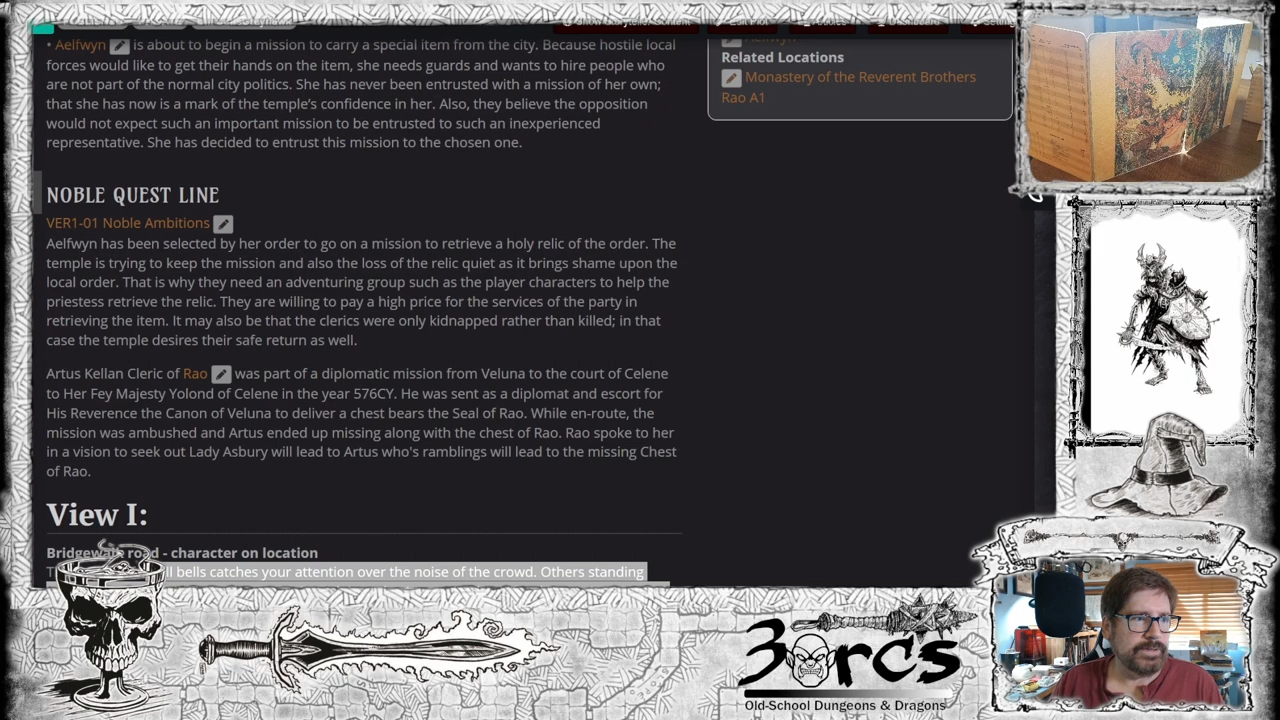 • Aelfwyn is about to begin a mission to carry a special item from the city. Because hostile local
forces would like to get their hands on the item, she needs guards and wants to hire people who
are not part of the normal city politics. She has never been entrusted with a mission of her own;
that she has now is a mark of the temple's confidence in her. Also, they believe the opposition
would not expect such an important mission to be entrusted to such an inexperienced
representative. She has decided to entrust this mission to the chosen one.
NOBLE QUEST LINE
VER1-01 Noble Ambitions
Aelfwyn has been selected by her order to go on a mission to retrieve a holy relic of the order. The
temple is trying to keep the mission and also the loss of the relic quiet as it brings shame upon the
local order. That is why they need an adventuring group such as the player characters to help the
priestess retrieve the relic. They are willing to pay a high price for the services of the party in
retrieving the item. It may also be that the clerics were only kidnapped rather than killed; in that
case the temple desires their safe return as well.
Artus Kellan Cleric of Rao was part of a diplomatic mission from Veluna to the court of Celene
to Her Fey Majesty Yolond of Celene in the year 576CY. He was sent as a diplomat and escort for
His Reverence the Canon of Veluna to deliver a chest bears the Seal of Rao. While en-route, the
mission was ambushed and Artus ended up missing along with the chest of Rao. Rao spoke to her
in a vision to seek out Lady Asbury will lead to Artus who's ramblings will lead to the missing Chest
of Rao.
View I:
Bridgeware road - character on location
bells catches your attention over the noise of the crowd. Others standing
Related Locations
Monastery of the Reverent Brothers
Rao A1
3 orcs
Old-School Dungeons & Dragons